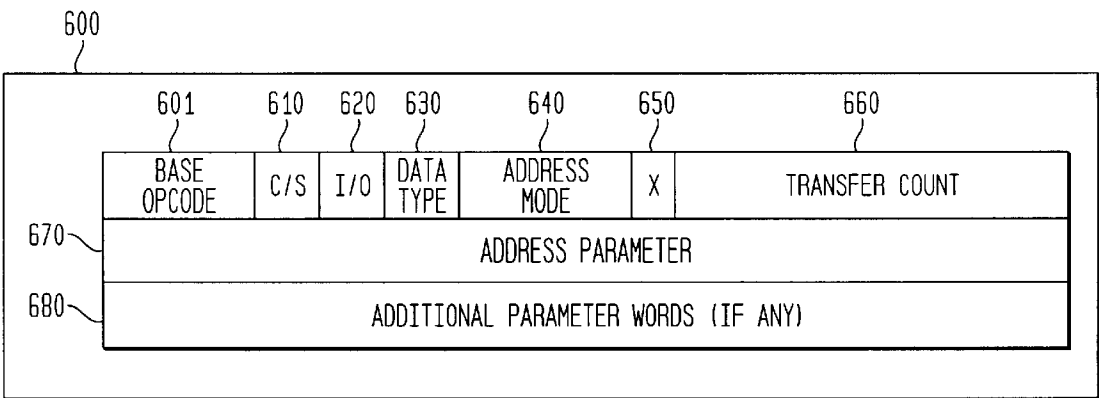 600
601 610 620 630 640 650 660
BASE OPCODE C/S I/O DATA TYPE ADDRESS MODE X TRANSFER COUNT
670 ADDRESS PARAMETER
680 ADDITIONAL PARAMETER WORDS (IF ANY)